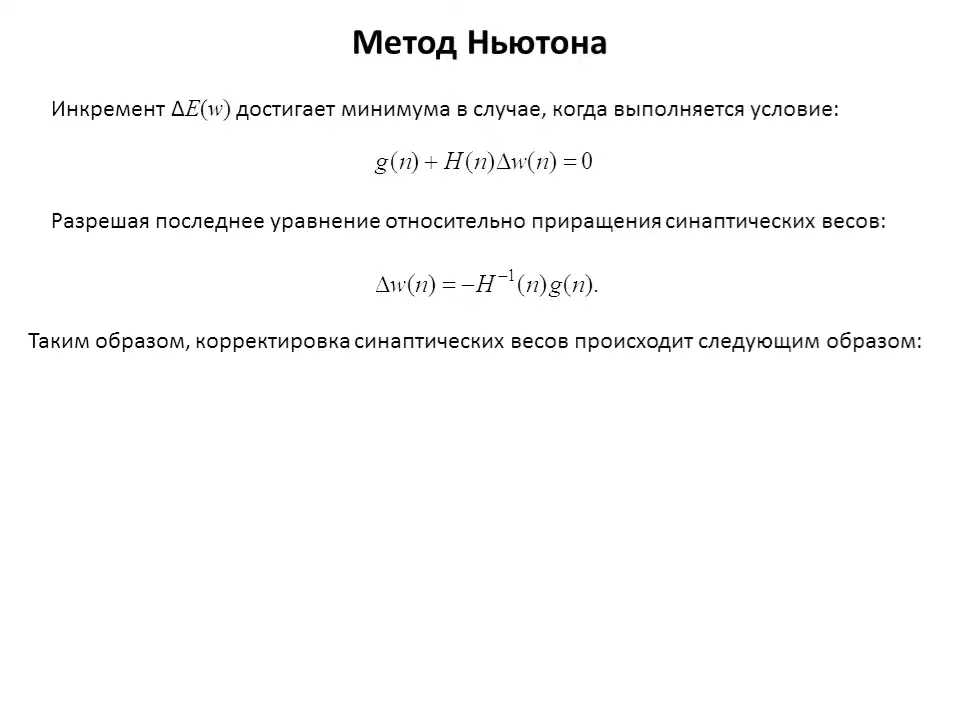 Метод Ньютона
Инкремент ΔE(w) достигает минимума в случае, когда выполняется условие:
g(n) + H(n)Δw(n) = 0
Разрешая последнее уравнение относительно приращения синаптических весов:
Δw(n) = −H⁻¹(n)g(n).
Таким образом, корректировка синаптических весов происходит следующим образом: